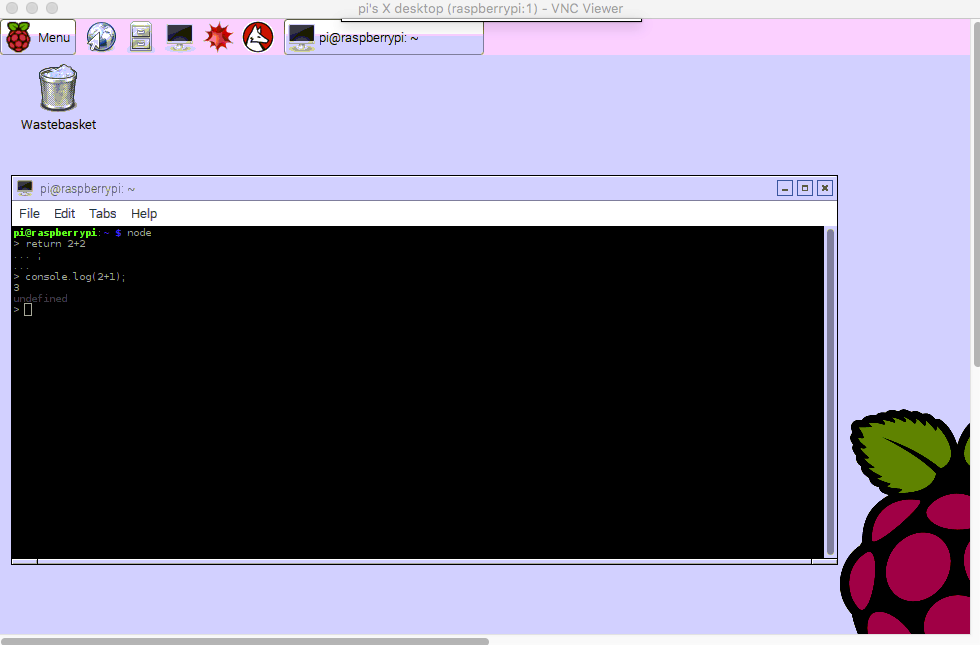 pi's X desktop (raspberrypi:1) - VNC Viewer
Menu
pi@raspberrypi: ~
Wastebasket
pi@raspberrypi: ~
File Edit Tabs Help
pi@raspberrypi:~ $ node
> return 2+2
... ;
...
> console.log(2+1);
3
undefined
>